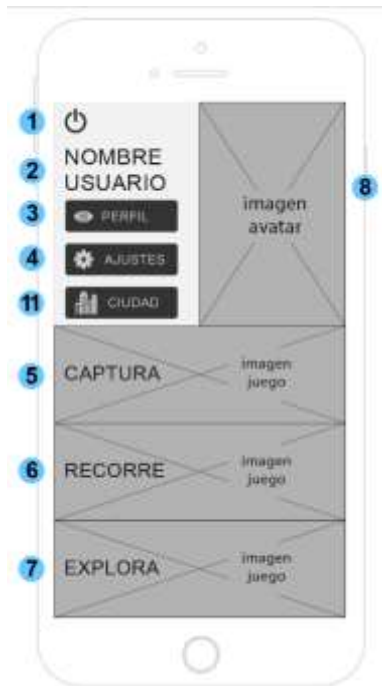 1
2
NOMBRE
USUARIO
3
PERFIL
4
AJUSTES
11
CIUDAD
imagen
avatar
8
5
CAPTURA
imagen
juego
6
RECORRE
imagen
juego
7
EXPLORA
imagen
juego